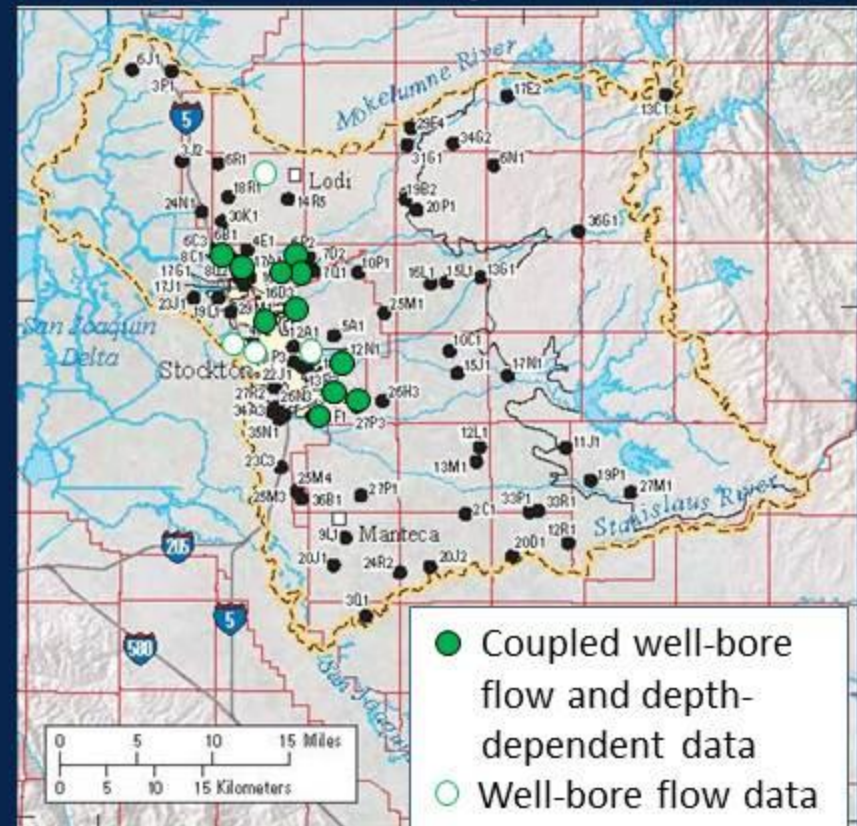 6J1
3P1
17E2
Mokelumne River
13C1
5
29E4
34G2
31G1
3J2
6R1
6N1
Lodi
18R1
14R5
19B2
24N1
20P1
30K1
36G1
6B1
6C3
4E1
8C1
7D2
17G1
7Q1
10P1
16L1
15L1
13G1
17J1
16D3
23J1
19L1
25M1
San Joaquin
Delta
5A1
12A1
12N1
10C1
Stockton
P3
22J1
15J1
17N1
27R2
26N3
26H3
34A3
F1
27P3
35N1
12L1
11J1
23C3
13M1
25M4
19P1
25M3
36B1
27P1
27M1
2C1
33P1
33R1
Stanislaus River
9L1
Manteca
12R1
205
20J1
24R2
20J2
20D1
3Q1
5
580
San Joaquin
0 5 10 15 Miles
0 5 10 15 Kilometers
Coupled well-bore
flow and depth-
dependent data
Well-bore flow data